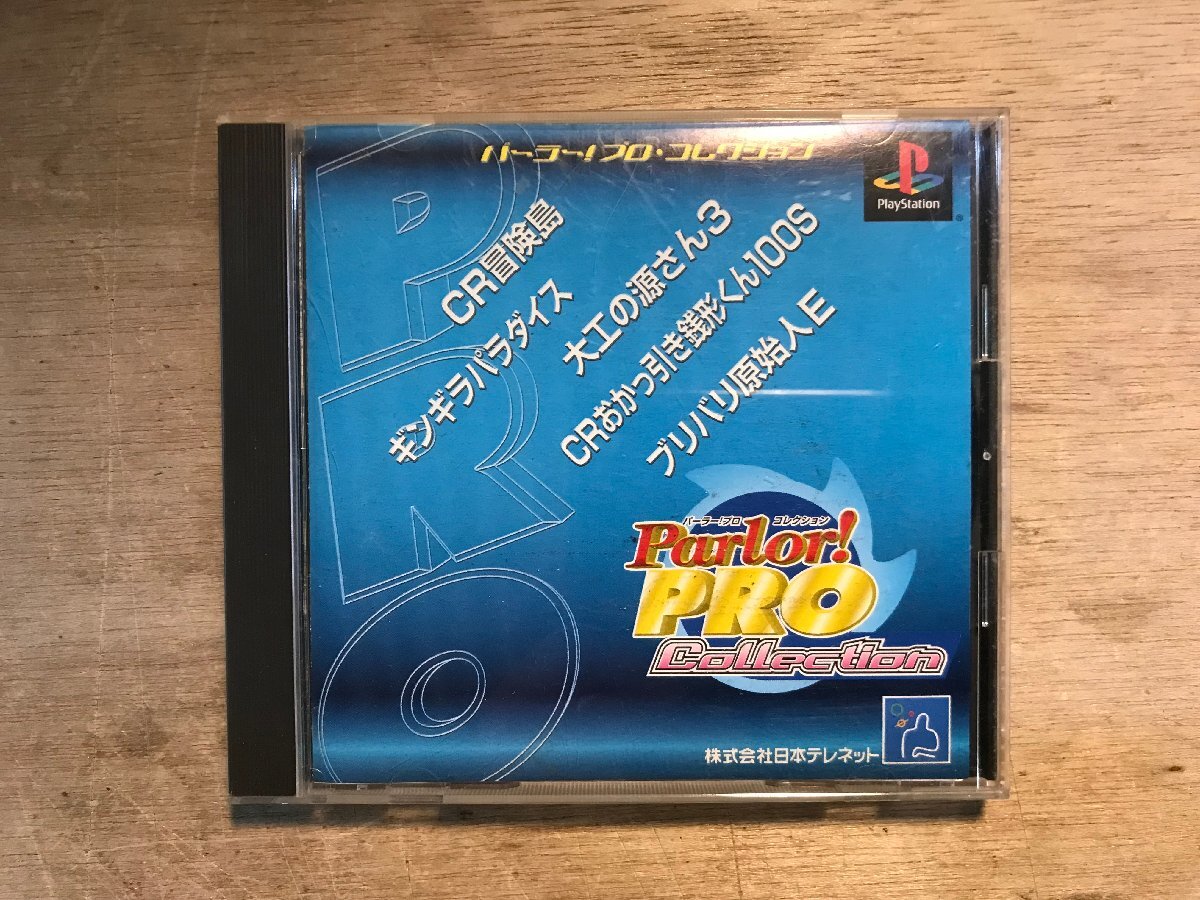 パーラー!プロ・コレクション
PlayStation
CR冒険島
ギンギラパラダイス
大工の源さん3
CRおかっ引き銭形くん100S
ブリバリ原始人E
PRO
パーラー!プロ コレクション
Parlor!
PRO
Collection
株式会社日本テレネット